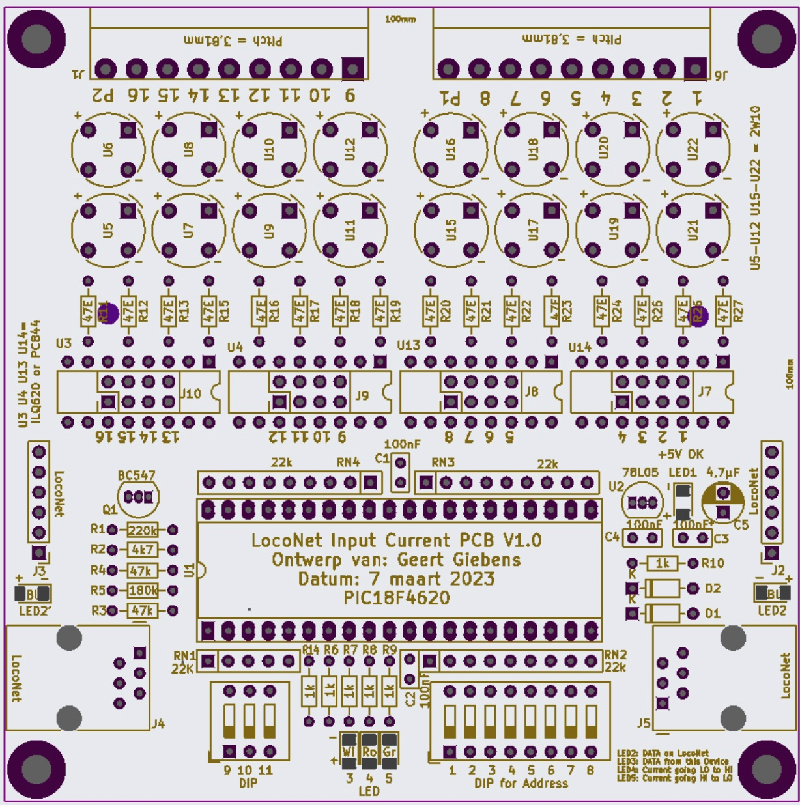 100mm
Pitch = 3,81mm
Pitch = 3,81mm
J1
J6
P2 16 15 14 13 12 11 10 9
P1 8 7 6 5 4 3 2 1
U6 U8 U10 U12 U16 U18 U20 U22
U5 U7 U9 U11 U15 U17 U19 U21
U5-U12 U15-U22 = 2W10
47E 47E 47E 47E 47E 47E 47E 47E 47E 47E 47E 47E 47E 47E 47E 47E
R12 R13 R15 R16 R17 R18 R19 R20 R21 R22 R23 R24 R27
U3 U4 U13 U14
U3 U4 U13 U14=
ILQ620 or PC844
100mm
J10 J9 J8 J7
16 15 14 13 12 11 10 9 8 7 6 5 4 3 2 1
+5V OK
100nF
22k RN4 C1 RN3 22k
BC547
Q1
78L05 LED1 4,7µF
U2
C5
LocoNet
LocoNet
100nF 100nF
C4 C3
R1 220k
R2 4k7
R4 47k
R5 180k
R3 47k
U1
LocoNet Input Current PCB V1.0
Ontwerp van: Geert Giebens
Datum: 7 maart 2023
PIC18F4620
1k R10
K D2
K D1
J3
J2
LED2
LED2
RN1
22K
R14 R6 R7 R8 R9
1k 1k 1k 1k 1k
RN2
22k
C2 100nF
LocoNet
LocoNet
J4
J5
Wi Ro Gr
3 4 5
LED
9 10 11
DIP
1 2 3 4 5 6 7 8
DIP for Address
LED2: DATA on LocoNet
LED3: DATA from this Device
LED4: Current going LO to HI
LED5: Current going HI to LO